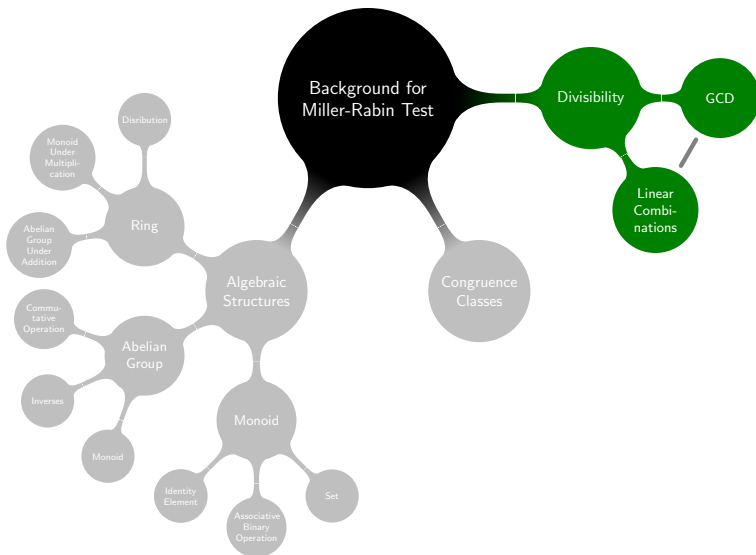 Background for
Miller-Rabin Test
Divisibility
GCD
Linear
Combi-
nations
Congruence
Classes
Algebraic
Structures
Ring
Disribution
Monoid
Under
Multipli-
cation
Abelian
Group
Under
Addition
Abelian
Group
Commu-
tative
Operation
Inverses
Monoid
Monoid
Identity
Element
Associative
Binary
Operation
Set